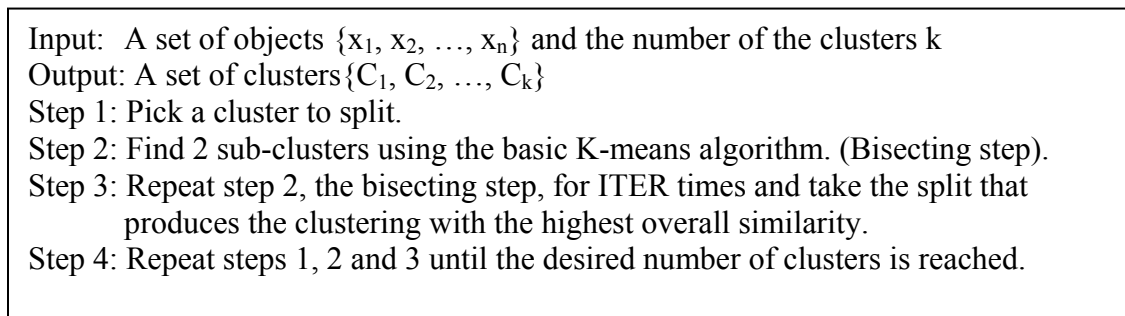 Input: A set of objects {x₁, x₂, …, xₙ} and the number of the clusters k
Output: A set of clusters{C₁, C₂, …, Cₖ}
Step 1: Pick a cluster to split.
Step 2: Find 2 sub-clusters using the basic K-means algorithm. (Bisecting step).
Step 3: Repeat step 2, the bisecting step, for ITER times and take the split that
produces the clustering with the highest overall similarity.
Step 4: Repeat steps 1, 2 and 3 until the desired number of clusters is reached.